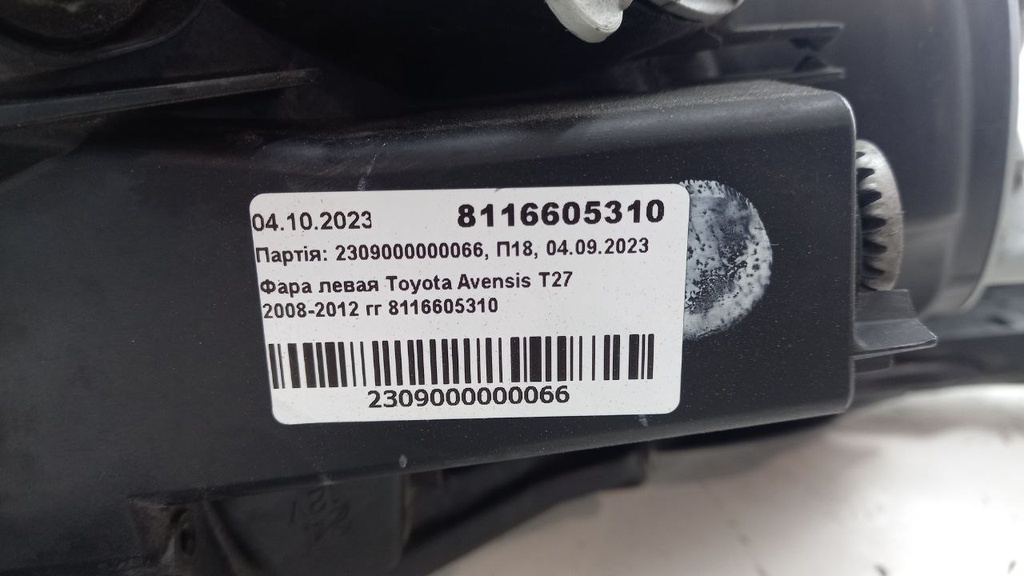 04.10.2023 8116605310
Партія: 2309000000066, П18, 04.09.2023
Фара левая Toyota Avensis T27
2008-2012 гг 8116605310
2309000000066